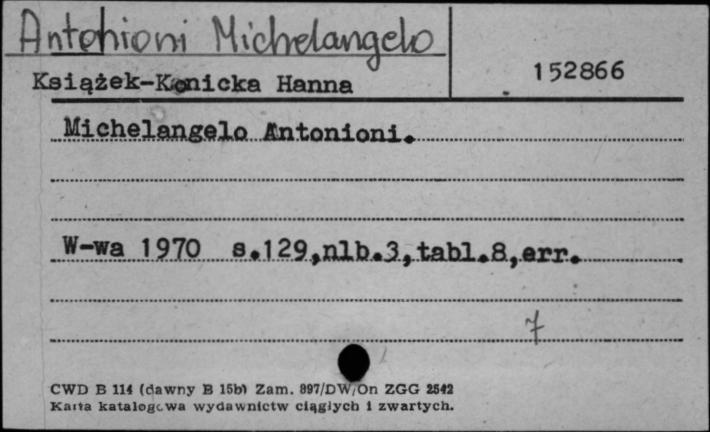 Antonioni Michelangelo
Książek-Konicka Hanna
152866
Michelangelo Antonioni.
W-wa 1970 s.129,nlb.3,tabl.8,err.
7
CWD B 114 (dawny B 15b) Zam. 897/DW/On ZGG 2542
Karta katalogowa wydawnictw ciągłych i zwartych.